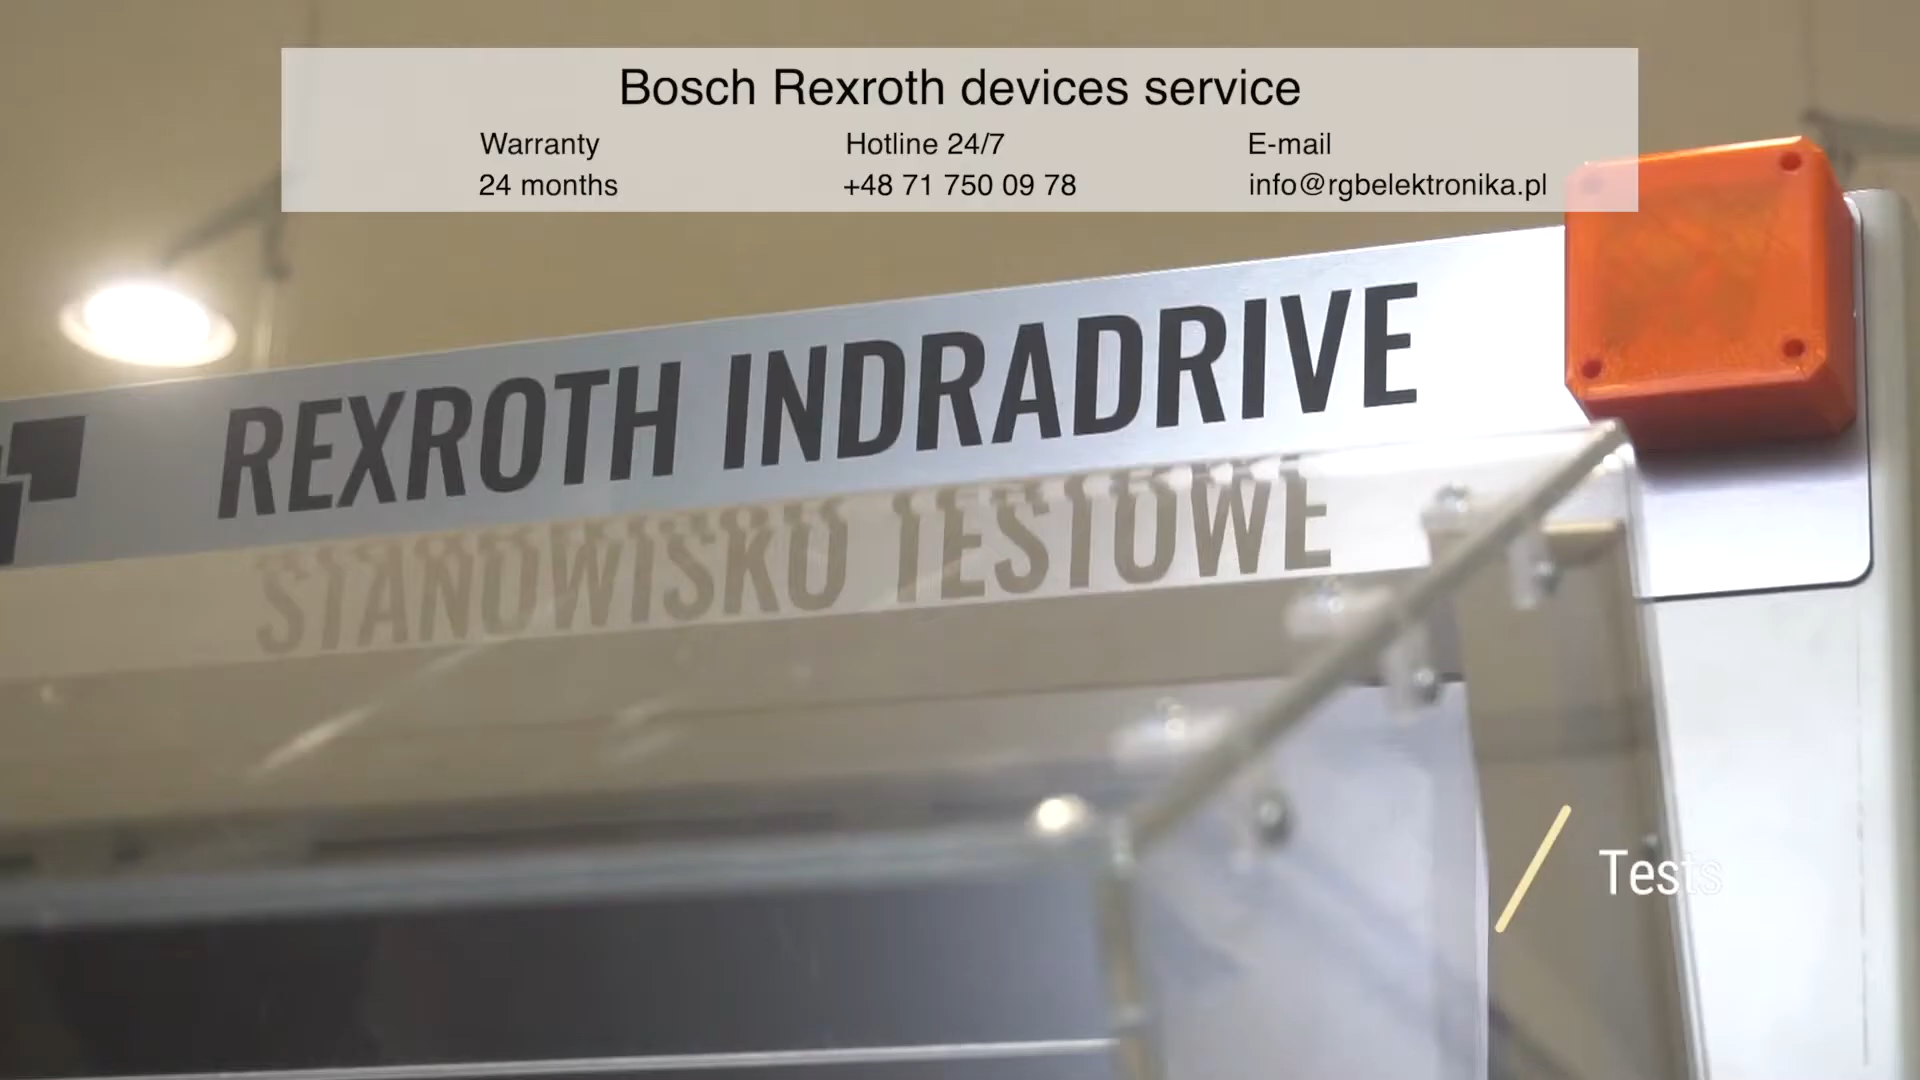 Bosch Rexroth devices service
Warranty
24 months
Hotline 24/7
+48 71 750 09 78
E-mail
info@rgbelektronika.pl
REXROTH INDRADRIVE
STANOWISKO TESTOWE
Tests